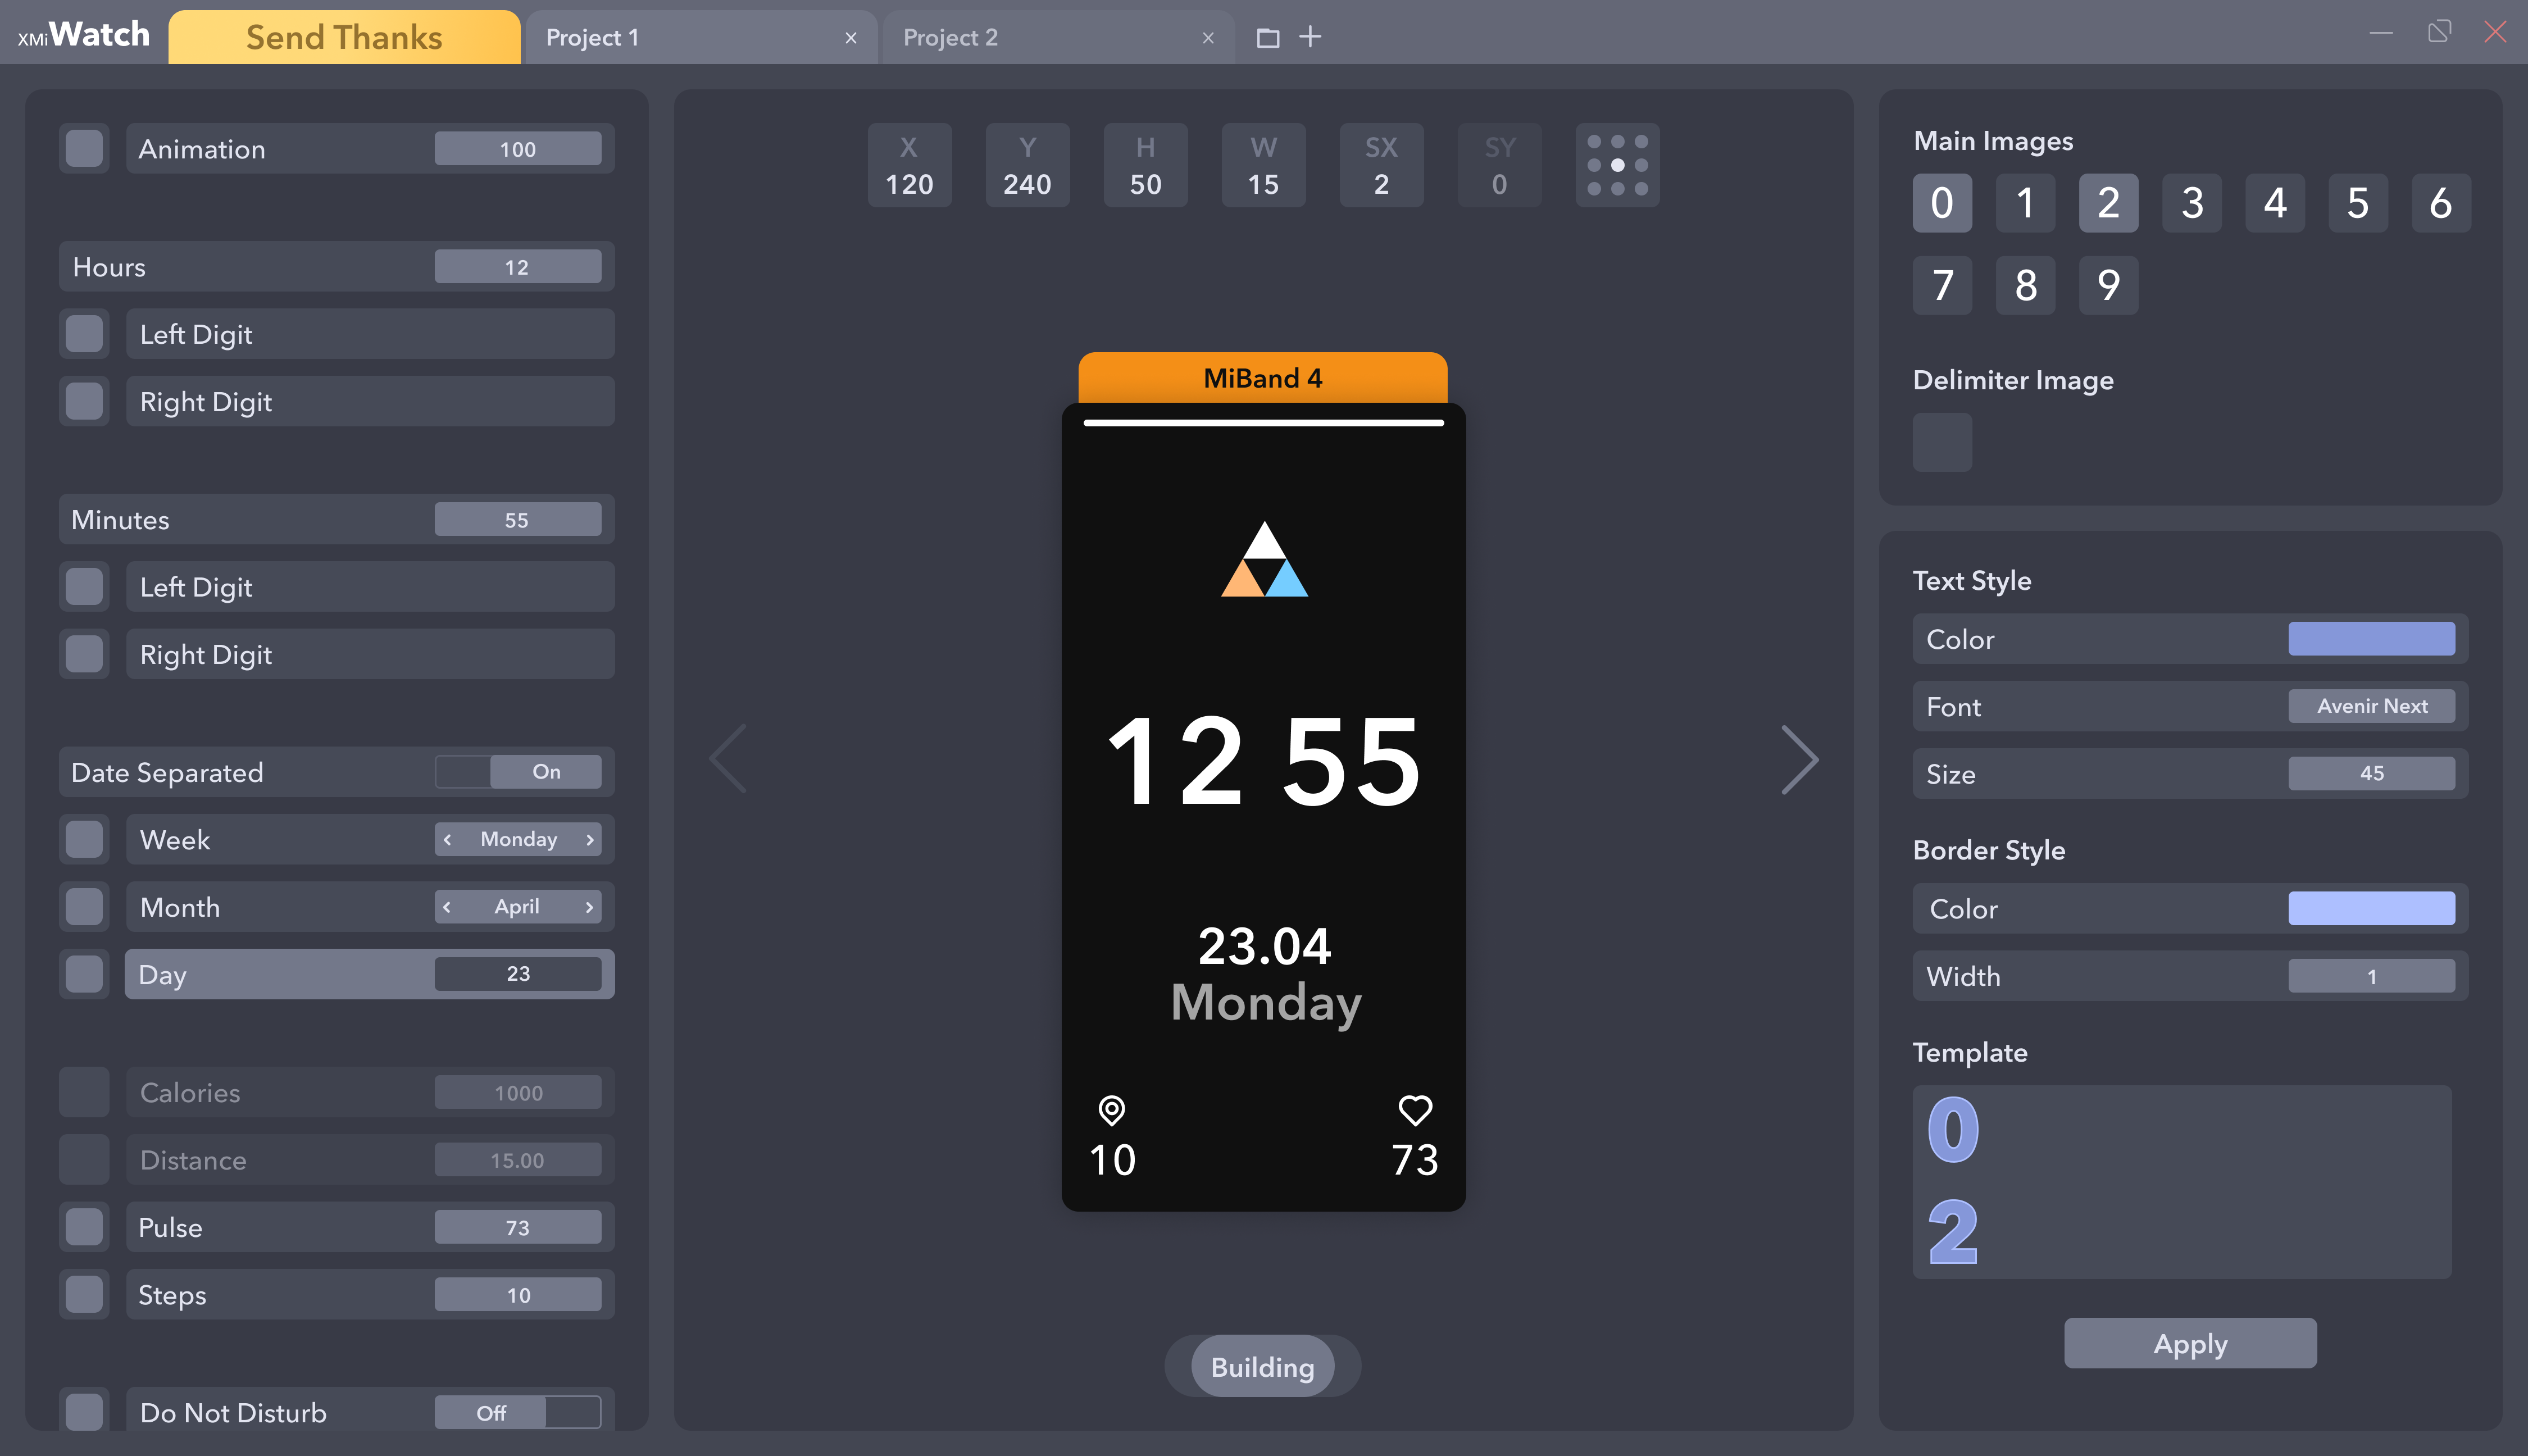 XMiWatch
Send Thanks
Project 1
Project 2
Animation 100
Hours 12
Left Digit
Right Digit
Minutes 55
Left Digit
Right Digit
Date Separated On
Week Monday
Month April
Day 23
Calories 1000
Distance 15.00
Pulse 73
Steps 10
Do Not Disturb Off
X Y H W SX SY
120 240 50 15 2 0
MiBand 4
12 55
23.04
Monday
10 73
Building
Main Images
0 1 2 3 4 5 6
7 8 9
Delimiter Image
Text Style
Color
Font Avenir Next
Size 45
Border Style
Color
Width 1
Template
0
2
Apply